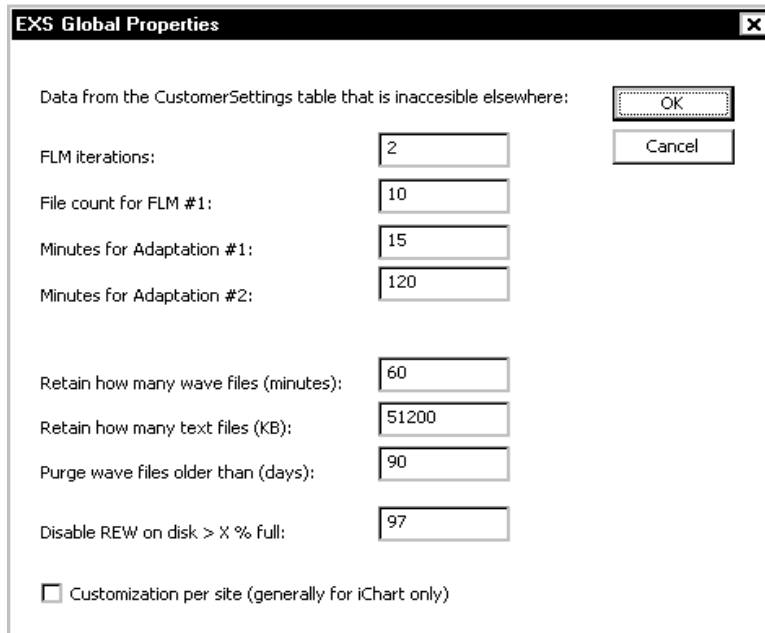 EXS Global Properties
Data from the CustomerSettings table that is inaccesible elsewhere:
OK
Cancel
FLM iterations: 2
File count for FLM #1: 10
Minutes for Adaptation #1: 15
Minutes for Adaptation #2: 120
Retain how many wave files (minutes): 60
Retain how many text files (KB): 51200
Purge wave files older than (days): 90
Disable REW on disk > X % full: 97
Customization per site (generally for iChart only)